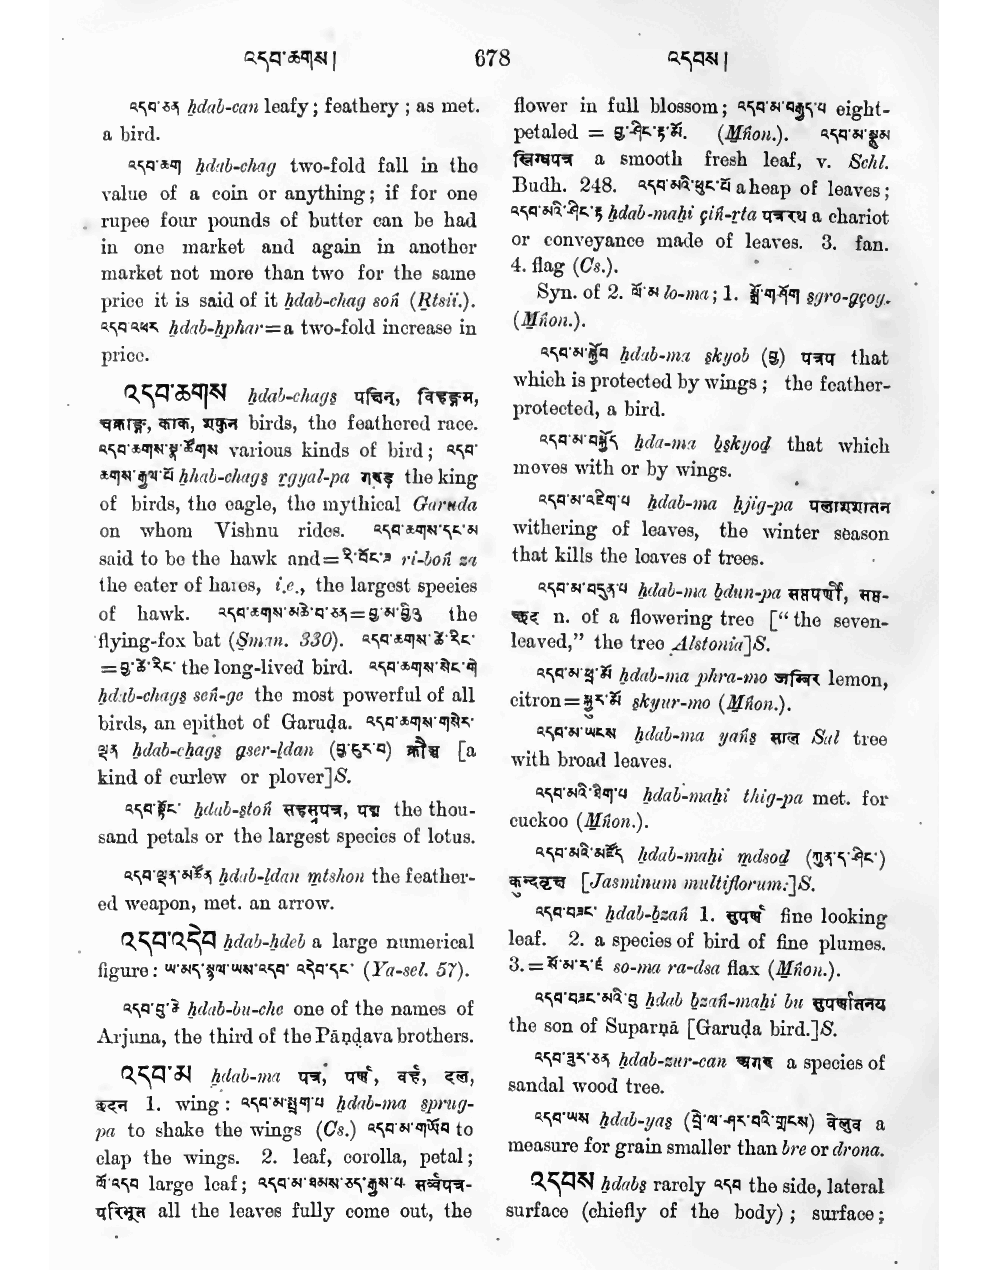 འདབ་ཆགས།
678
འདབས།
འདབ་ཅན ḥdab-can leafy; feathery; as met.
a bird.
འདབ་ཆག ḥdab-chag two-fold fall in the
value of a coin or anything; if for one
rupee four pounds of butter can be had
in one market and again in another
market not more than two for the same
price it is said of it ḥdab-chag soṅ (Rtsii.).
འདབ་འཕར ḥdab-ḥphar=a two-fold increase in
price.
འདབ་ཆགས ḥdab-chags पक्षिन्, विहङ्गम,
चक्राङ्ग, काक, शकुन birds, the feathered race.
འདབ་ཆགས་སྣ་ཚོགས various kinds of bird; འདབ་
ཆགས་རྒྱལ་པོ ḥhab-chags rgyal-pa गरुड़ the king
of birds, the eagle, the mythical Garuda
on whom Vishnu rides. འདབ་ཆགས་དང་མ
said to be the hawk and=རི་བོང་ཟ ri-boṅ za
the eater of hares, i.e., the largest species
of hawk. འདབ་ཆགས་མཆེ་བ་ཅན=བྱ་མ་བྱིའུ the
flying-fox bat (Sman. 330). འདབ་ཆགས་ཚེ་རིང་
=བྱ་ཚེ་རིང་ the long-lived bird. འདབ་ཆགས་སེང་གེ
ḥdab-chags seṅ-ge the most powerful of all
birds, an epithet of Garuḍa. འདབ་ཆགས་གསེར་
ལྡན ḥdab-chags gser-ldan (བྱ་དུར་བ) क्रौञ्च [a
kind of curlew or plover]S.
འདབ་སྟོང་ ḥdab-stoṅ सहस्रपत्र, पद्म the thou-
sand petals or the largest species of lotus.
འདབ་ལྡན་མཚོན ḥdab-ldan mtshon the feather-
ed weapon, met. an arrow.
འདབ་འདེབ ḥdab-ḥdeb a large numerical
figure: ཡ་མད་སྟལ་ཡས་འདབ་ འདེབ་དང་ (Ya-sel. 57).
འདབ་བུ་ཅེ ḥdab-bu-che one of the names of
Arjuna, the third of the Pāṇḍava brothers.
འདབ་མ ḥdab-ma पत्र, पर्ण, वर्ह, दल,
छदन 1. wing: འདབ་མ་སྤྲུག་པ ḥdab-ma sprug-
pa to shake the wings (Cs.) འདབ་མ་གཡོབ to
clap the wings. 2. leaf, corolla, petal;
ལོ་འདབ large leaf; འདབ་མ་ཐམས་ཅད་རྒྱས་པ་ सर्व्वपत्र-
परिभूत all the leaves fully come out, the
flower in full blossom; འདབ་མ་བརྒྱད་པ eight-
petaled = བྱ་ཤིང་རྟ་མོ. (Mṅon.). འདབ་མ་སྣུམ
स्निग्धपत्र a smooth fresh leaf, v. Schl.
Budh. 248. འདབ་མའི་ཕུང་པོ a heap of leaves;
འདབ་མའི་ཤིང་རྟ ḥdab-maḥi çiṅ-rta पत्ररथ a chariot
or conveyance made of leaves. 3. fan.
4. flag (Cs.).
Syn. of 2. ལོ་མ lo-ma; 1. སྒྲོ་གཤོག sgro-gçog.
(Mṅon.).
འདབ་མ་སྐྱོབ ḥdab-ma skyob (བྱ) पत्रप that
which is protected by wings; the feather-
protected, a bird.
འདབ་མ་བསྐྱོད ḥda-ma bskyod that which
moves with or by wings.
འདབ་མ་འཇིག་པ ḥdab-ma ḥjig-pa पलाशशातन
withering of leaves, the winter season
that kills the leaves of trees.
འདབ་མ་བདུན་པ ḥdab-ma bdun-pa सप्तपर्णी, सप्त-
च्छद n. of a flowering tree [“the seven-
leaved,” the tree Alstonia]S.
འདབ་མ་ཕྲ་མོ ḥdab-ma phra-mo जम्बिर lemon,
citron=སྐྱུར་མོ skyur-mo (Mṅon.).
འདབ་མ་ཡངས ḥdab-ma yaṅs साल Sal tree
with broad leaves.
འདབ་མའི་ཐིག་པ ḥdab-maḥi thig-pa met. for
cuckoo (Mṅon.).
འདབ་མའི་མཛོད ḥdab-maḥi mdsod (ཀུན་ད་ཤིང་)
कुन्दवृक्ष [Jasminum multiflorum.]S.
འདབ་བཟང་ ḥdab-bzaṅ 1. सुपर्ण fine looking
leaf. 2. a species of bird of fine plumes.
3.=སོ་མ་ར་ཛ so-ma ra-dsa flax (Mṅon.).
འདབ་བཟང་མའི་བུ ḥdab bzaṅ-maḥi bu सुपर्णातनय
the son of Suparṇā [Garuḍa bird.]S.
འདབ་ཟུར་ཅན ḥdab-zur-can अगरु a species of
sandal wood tree.
འདབ་ཡས ḥdab-yas (བྲེ་ལ་ཤར་བའི་གྲངས) वेलुव a
measure for grain smaller than bre or drona.
འདབས ḥdabs rarely འདབ the side, lateral
surface (chiefly of the body); surface;